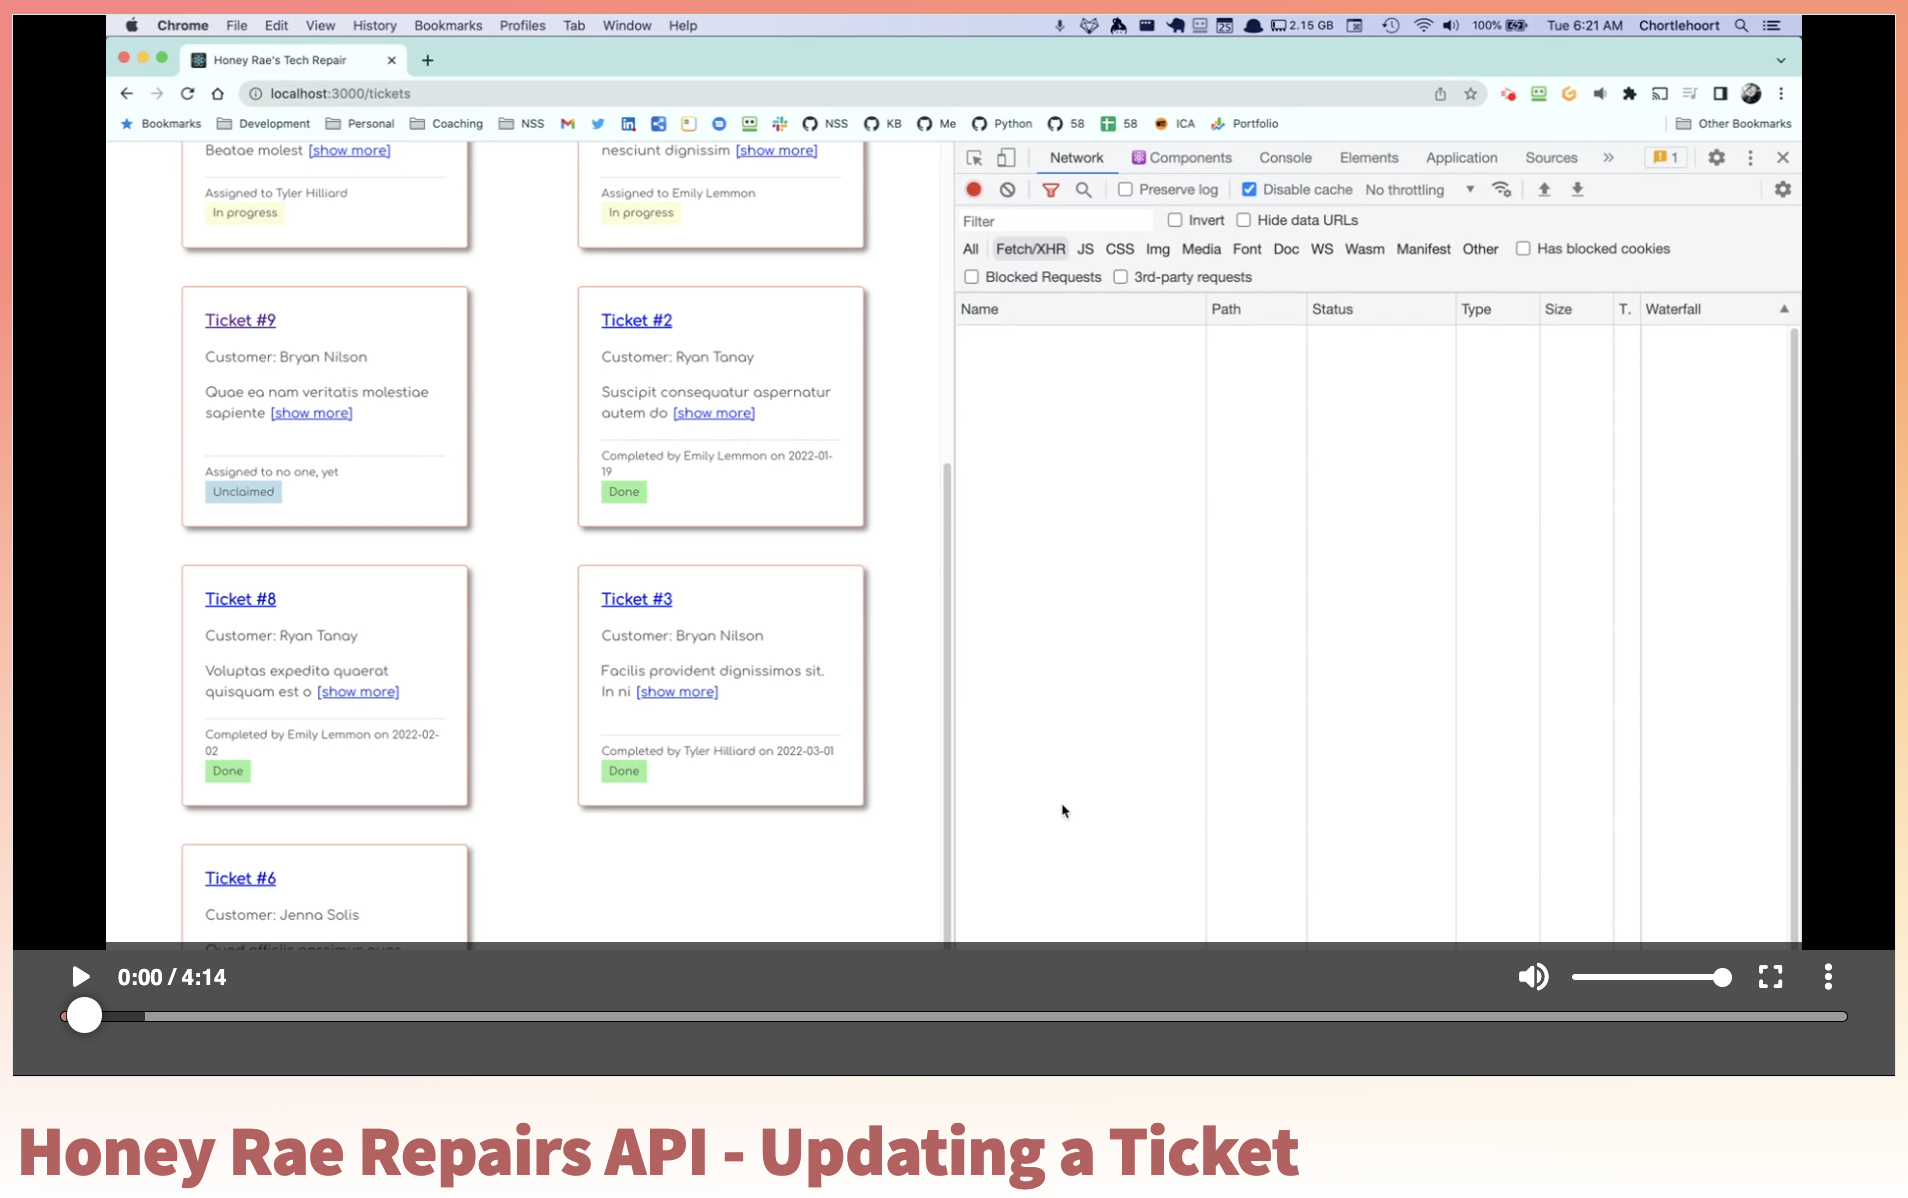 Chrome File Edit View History Bookmarks Profiles Tab Window Help 25 2.15 GB 100% Tue 6:21 AM Chortlehoort
Honey Rae's Tech Repair
localhost:3000/tickets
Bookmarks Development Personal Coaching NSS NSS KB Me Python 58 58 ICA Portfolio Other Bookmarks
Beatae molest [show more]
Assigned to Tyler Hilliard
In progress
nesciunt dignissim [show more]
Assigned to Emily Lemmon
In progress
Ticket #9
Customer: Bryan Nilson
Quae ea nam veritatis molestiae
sapiente [show more]
Assigned to no one, yet
Unclaimed
Ticket #2
Customer: Ryan Tanay
Suscipit consequatur aspernatur
autem do [show more]
Completed by Emily Lemmon on 2022-01-
19
Done
Ticket #8
Customer: Ryan Tanay
Voluptas expedita quaerat
quisquam est o [show more]
Completed by Emily Lemmon on 2022-02-
02
Done
Ticket #3
Customer: Bryan Nilson
Facilis provident dignissimos sit.
In ni [show more]
Completed by Tyler Hilliard on 2022-03-01
Done
Ticket #6
Customer: Jenna Solis
Network Components Console Elements Application Sources 1
Preserve log Disable cache No throttling
Filter Invert Hide data URLs
All Fetch/XHR JS CSS Img Media Font Doc WS Wasm Manifest Other Has blocked cookies
Blocked Requests 3rd-party requests
Name Path Status Type Size T. Waterfall
0:00 / 4:14
Honey Rae Repairs API - Updating a Ticket